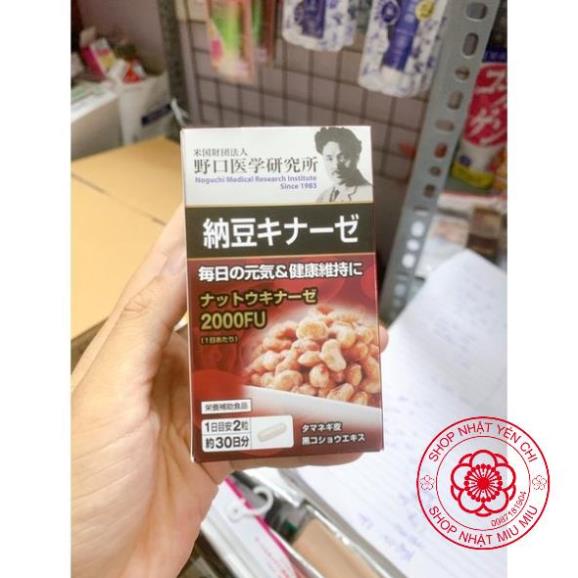 米国財団法人
野口医学研究所
Noguchi Medical Research Institute
Since 1983
納豆キナーゼ
毎日の元気&健康維持に
ナットウキナーゼ
2000FU
(1日あたり)
栄養補助食品
1日目安2粒
約30日分
タマネギ皮
黒コショウエキス
SHOP NHẬT YÊN CHI
0987181904
SHOP NHẬT MIU MIU